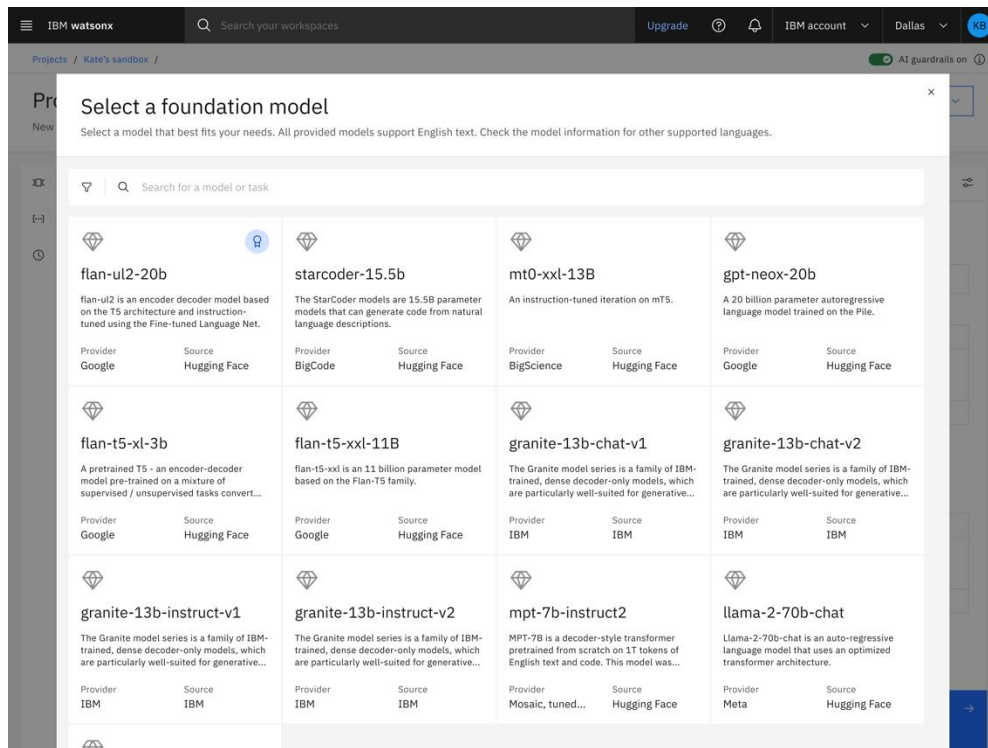 IBM watsonx
Search your workspaces
Upgrade
IBM account
Dallas
KB
Projects / Kate's sandbox /
AI guardrails on
New
Select a foundation model
Select a model that best fits your needs. All provided models support English text. Check the model information for other supported languages.
Search for a model or task
flan-ul2-20b
flan-ul2 is an encoder decoder model based
on the T5 architecture and instruction-
tuned using the Fine-tuned Language Net.
Provider Source
Google Hugging Face
starcoder-15.5b
The StarCoder models are 15.5B parameter
models that can generate code from natural
language descriptions.
Provider Source
BigCode Hugging Face
mt0-xxl-13B
An instruction-tuned iteration on mT5.
Provider Source
BigScience Hugging Face
gpt-neox-20b
A 20 billion parameter autoregressive
language model trained on the Pile.
Provider Source
Google Hugging Face
flan-t5-xl-3b
A pretrained T5 - an encoder-decoder
model pre-trained on a mixture of
supervised / unsupervised tasks convert...
Provider Source
Google Hugging Face
flan-t5-xxl-11B
flan-t5-xxl is an 11 billion parameter model
based on the Flan-T5 family.
Provider Source
Google Hugging Face
granite-13b-chat-v1
The Granite model series is a family of IBM-
trained, dense decoder-only models, which
are particularly well-suited for generative...
Provider Source
IBM IBM
granite-13b-chat-v2
The Granite model series is a family of IBM-
trained, dense decoder-only models, which
are particularly well-suited for generative...
Provider Source
IBM IBM
granite-13b-instruct-v1
The Granite model series is a family of IBM-
trained, dense decoder-only models, which
are particularly well-suited for generative...
Provider Source
IBM IBM
granite-13b-instruct-v2
The Granite model series is a family of IBM-
trained, dense decoder-only models, which
are particularly well-suited for generative...
Provider Source
IBM IBM
mpt-7b-instruct2
MPT-7B is a decoder-style transformer
pretrained from scratch on 1T tokens of
English text and code. This model was...
Provider Source
Mosaic, tuned... Hugging Face
llama-2-70b-chat
Llama-2-70b-chat is an auto-regressive
language model that uses an optimized
transformer architecture.
Provider Source
Meta Hugging Face